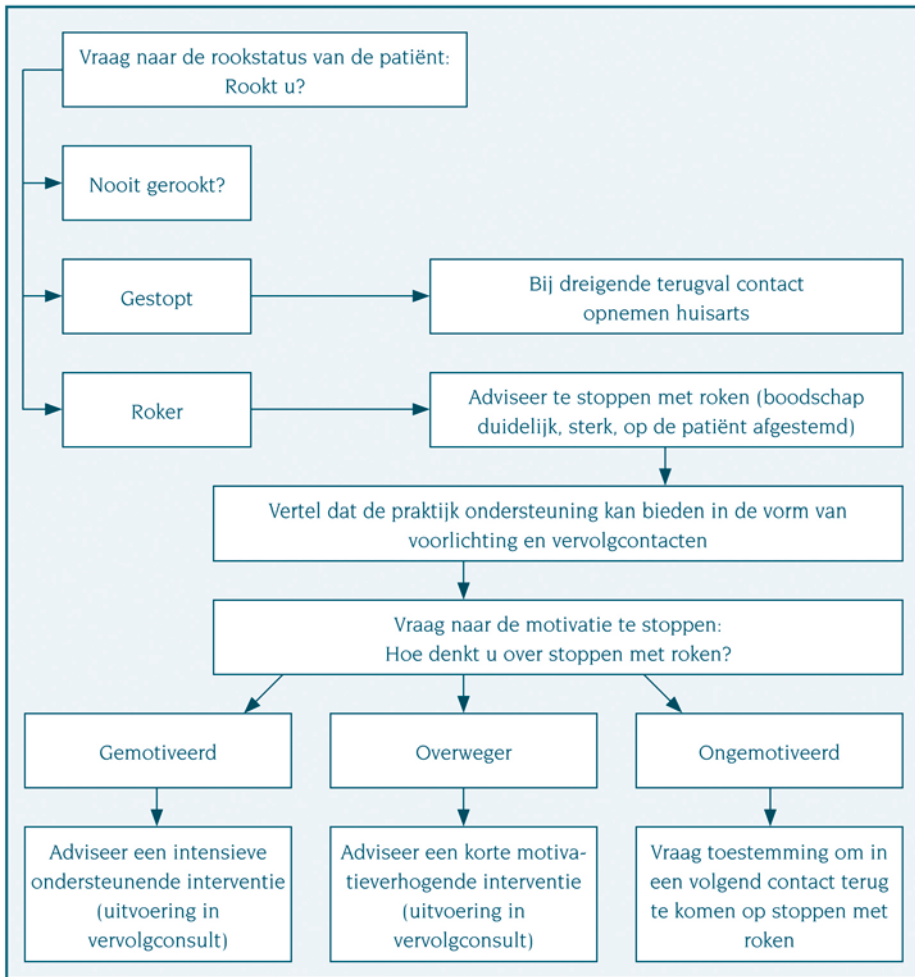 Vraag naar de rookstatus van de patiënt:
Rookt u?
Nooit gerookt?
Gestopt
Bij dreigende terugval contact
opnemen huisarts
Roker
Adviseer te stoppen met roken (boodschap
duidelijk, sterk, op de patiënt afgestemd)
Vertel dat de praktijk ondersteuning kan bieden in de vorm van
voorlichting en vervolgcontacten
Vraag naar de motivatie te stoppen:
Hoe denkt u over stoppen met roken?
Gemotiveerd
Overweger
Ongemotiveerd
Adviseer een intensieve
ondersteunende interventie
(uitvoering in
vervolgconsult)
Adviseer een korte motiva-
tieverhogende interventie
(uitvoering in
vervolgconsult)
Vraag toestemming om in
een volgend contact terug
te komen op stoppen met
roken